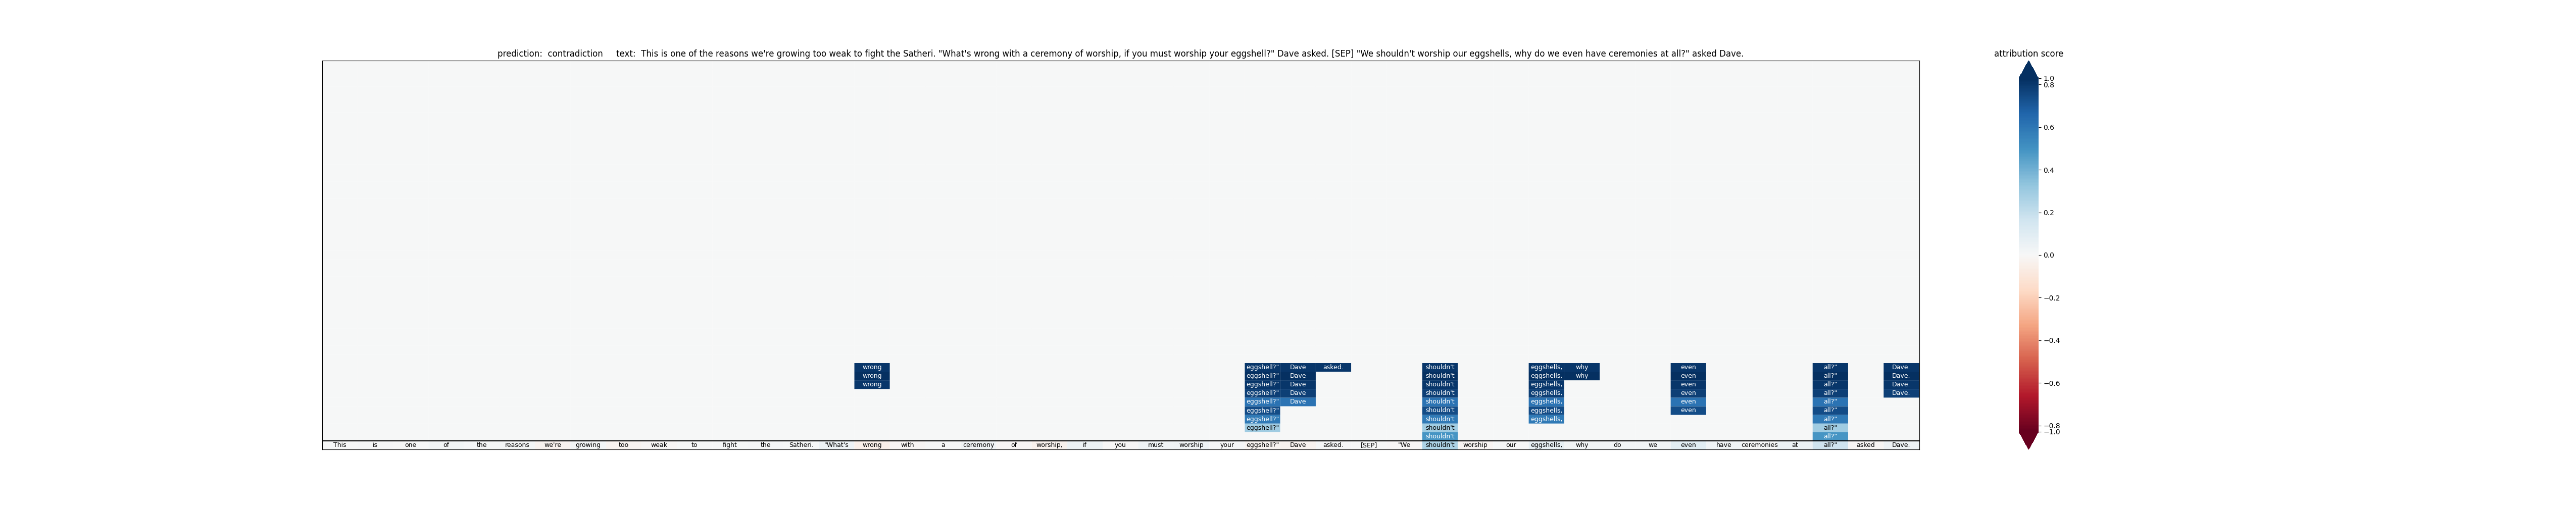 prediction:  contradiction     text:  This is one of the reasons we're growing too weak to fight the Satheri. "What's wrong with a ceremony of worship, if you must worship your eggshell?" Dave asked. [SEP] "We shouldn't worship our eggshells, why do we even have ceremonies at all?" asked Dave.
attribution score
1.0
0.8
0.6
0.4
0.2
0.0
−0.2
−0.4
−0.6
−0.8
−1.0
wrong eggshell?" Dave asked. shouldn't eggshells, why even all?" Dave.
wrong eggshell?" Dave shouldn't eggshells, why even all?" Dave.
wrong eggshell?" Dave shouldn't eggshells, even all?" Dave.
eggshell?" Dave shouldn't eggshells, even all?" Dave.
eggshell?" Dave shouldn't eggshells, even all?"
eggshell?" shouldn't eggshells, even all?"
eggshell?" shouldn't eggshells, all?"
eggshell?" shouldn't all?"
shouldn't all?"
This is one of the reasons we're growing too weak to fight the Satheri. "What's wrong with a ceremony of worship, if you must worship your eggshell?" Dave asked. [SEP] "We shouldn't worship our eggshells, why do we even have ceremonies at all?" asked Dave.